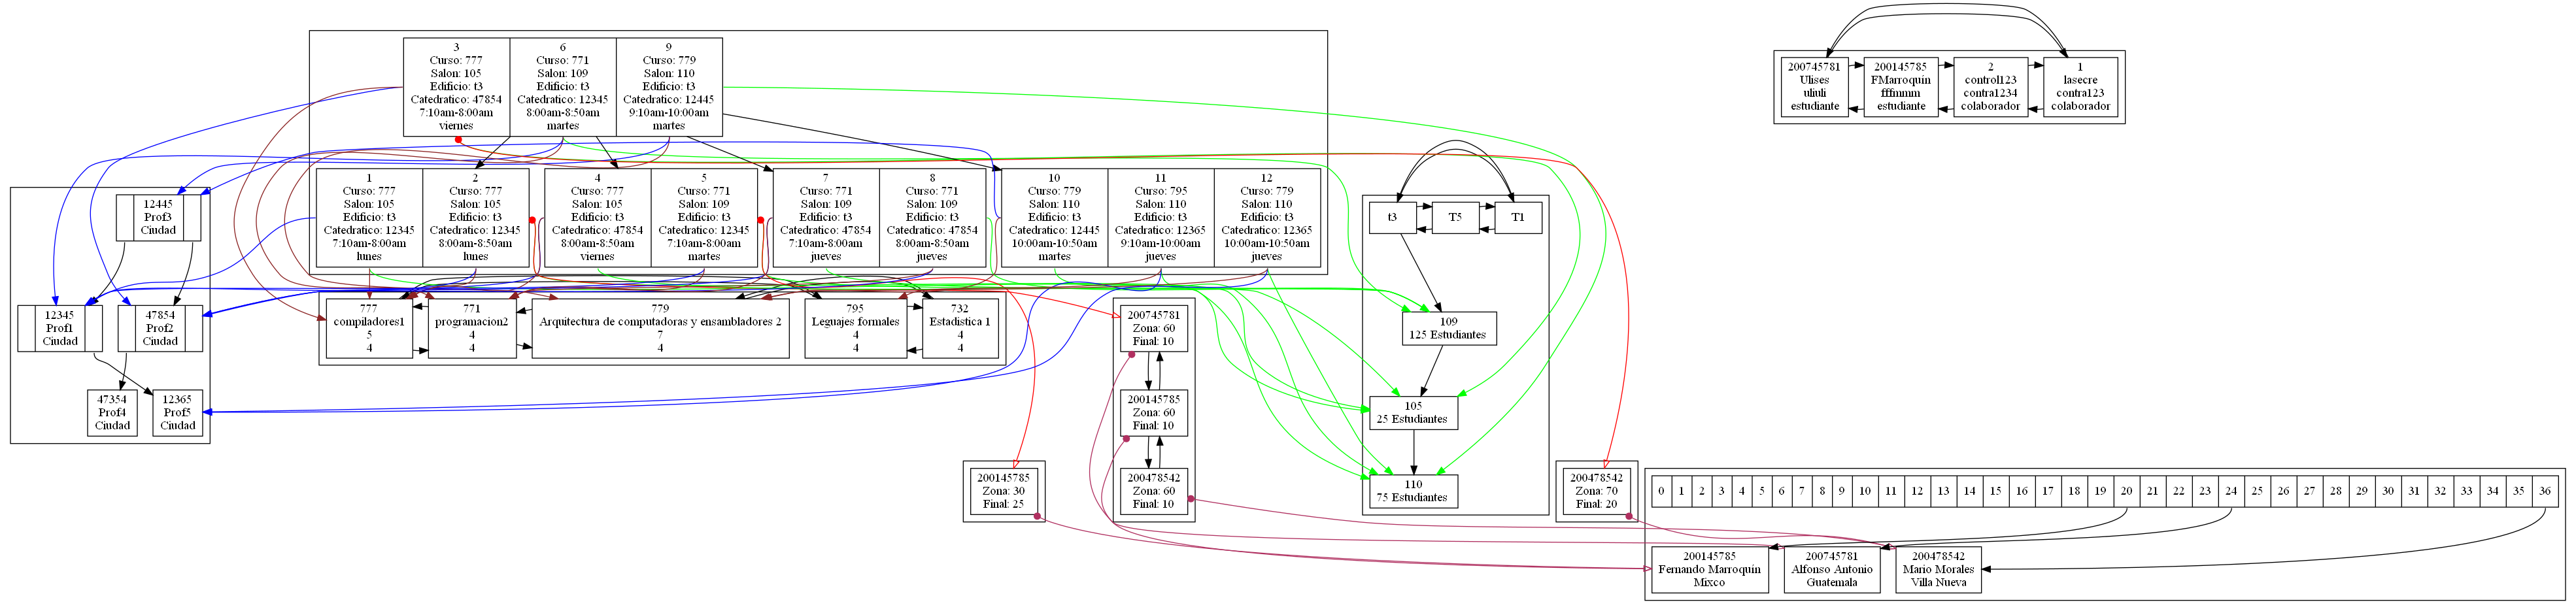 3
Curso: 777
Salon: 105
Edificio: t3
Catedratico: 47854
7:10am-8:00am
viernes
6
Curso: 771
Salon: 109
Edificio: t3
Catedratico: 12345
8:00am-8:50am
martes
9
Curso: 779
Salon: 110
Edificio: t3
Catedratico: 12445
9:10am-10:00am
martes
200745781
Ulises
uliuli
estudiante
200145785
FMarroquin
fffmmm
estudiante
2
control123
contra1234
colaborador
1
lasecre
contra123
colaborador
1
Curso: 777
Salon: 105
Edificio: t3
Catedratico: 12345
7:10am-8:00am
lunes
2
Curso: 777
Salon: 105
Edificio: t3
Catedratico: 12345
8:00am-8:50am
lunes
4
Curso: 777
Salon: 105
Edificio: t3
Catedratico: 47854
8:00am-8:50am
viernes
5
Curso: 771
Salon: 109
Edificio: t3
Catedratico: 12345
7:10am-8:00am
martes
7
Curso: 771
Salon: 109
Edificio: t3
Catedratico: 47854
7:10am-8:00am
jueves
8
Curso: 771
Salon: 109
Edificio: t3
Catedratico: 47854
8:00am-8:50am
jueves
10
Curso: 779
Salon: 110
Edificio: t3
Catedratico: 12445
10:00am-10:50am
martes
11
Curso: 795
Salon: 110
Edificio: t3
Catedratico: 12365
9:10am-10:00am
jueves
12
Curso: 779
Salon: 110
Edificio: t3
Catedratico: 12365
10:00am-10:50am
jueves
12445
Prof3
Ciudad
t3
T5
T1
12345
Prof1
Ciudad
47854
Prof2
Ciudad
777
compiladores1
5
4
771
programacion2
4
4
779
Arquitectura de computadoras y ensambladores 2
7
4
795
Leguajes formales
4
4
732
Estadistica 1
4
4
200745781
Zona: 60
Final: 10
109
125 Estudiantes
47354
Prof4
Ciudad
12365
Prof5
Ciudad
200145785
Zona: 60
Final: 10
105
25 Estudiantes
200145785
Zona: 30
Final: 25
200478542
Zona: 60
Final: 10
110
75 Estudiantes
200478542
Zona: 70
Final: 20
0 1 2 3 4 5 6 7 8 9 10 11 12 13 14 15 16 17 18 19 20 21 22 23 24 25 26 27 28 29 30 31 32 33 34 35 36
200145785
Fernando Marroquin
Mixco
200745781
Alfonso Antonio
Guatemala
200478542
Mario Morales
Villa Nueva